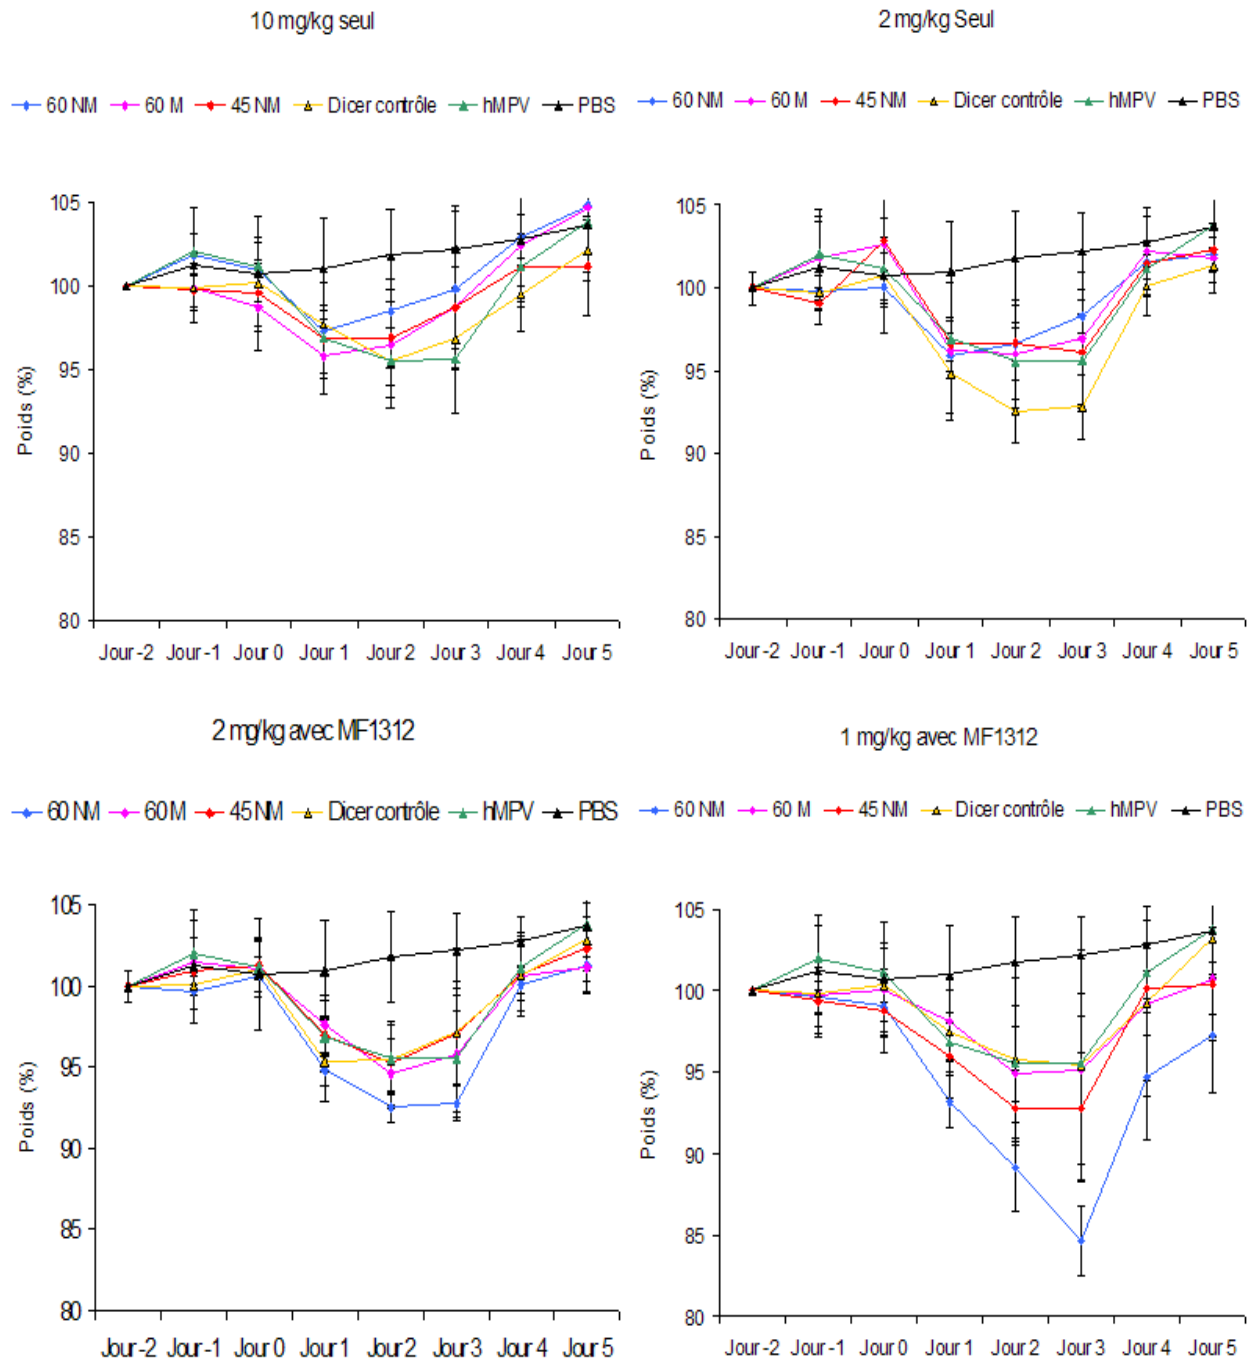 10 mg/kg seul
60 NM 60 M 45 NM Dicer contrôle hMPV PBS
105
100
95
90
85
80
Poids (%)
Jour -2 Jour -1 Jour 0 Jour 1 Jour 2 Jour 3 Jour 4 Jour 5
2 mg/kg Seul
60 NM 60 M 45 NM Dicer contrôle hMPV PBS
105
100
95
90
85
80
Poids (%)
Jour -2 Jour -1 Jour 0 Jour 1 Jour 2 Jour 3 Jour 4 Jour 5
2 mg/kg avec MF1312
60 NM 60 M 45 NM Dicer contrôle hMPV PBS
105
100
95
90
85
80
Poids (%)
Jour -2 Jour -1 Jour 0 Jour 1 Jour 2 Jour 3 Jour 4 Jour 5
1 mg/kg avec MF1312
60 NM 60 M 45 NM Dicer contrôle hMPV PBS
105
100
95
90
85
80
Poids (%)
Jour -2 Jour -1 Jour 0 Jour 1 Jour 2 Jour 3 Jour 4 Jour 5